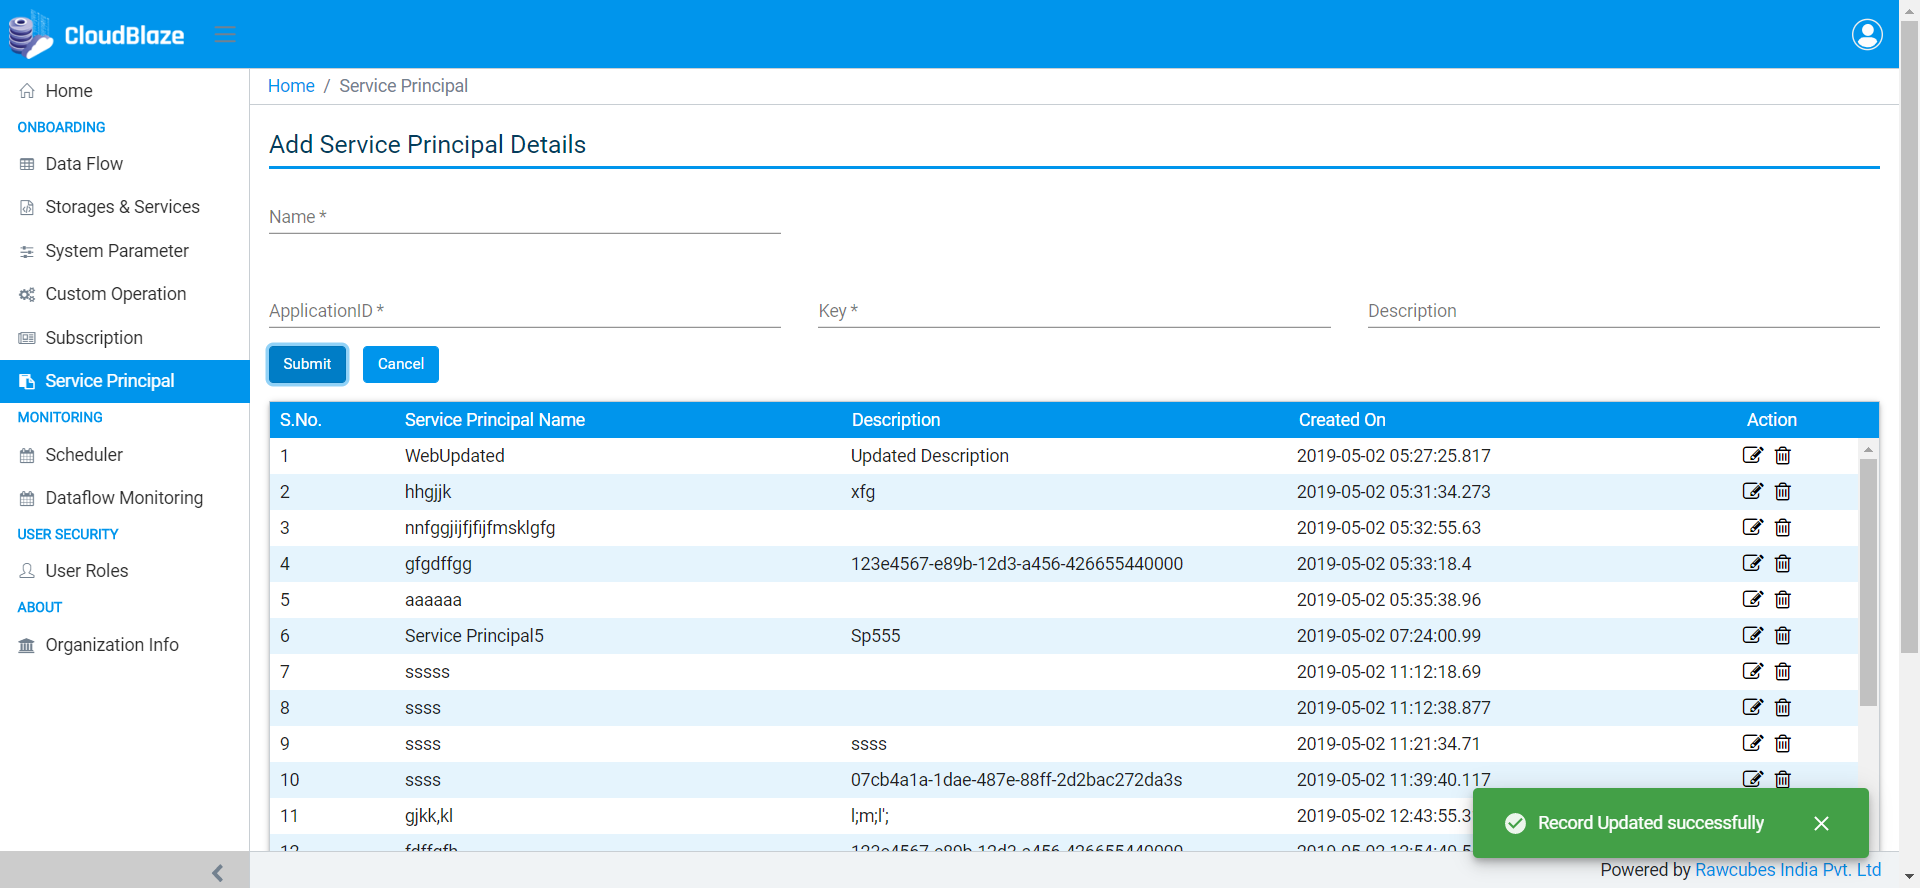 CloudBlaze
Home
ONBOARDING
Data Flow
Storages & Services
System Parameter
Custom Operation
Subscription
Service Principal
MONITORING
Scheduler
Dataflow Monitoring
USER SECURITY
User Roles
ABOUT
Organization Info
Home / Service Principal
Add Service Principal Details
Name *
ApplicationID * Key * Description
Submit Cancel
S.No. Service Principal Name Description Created On Action
1 WebUpdated Updated Description 2019-05-02 05:27:25.817
2 hhgjjk xfg 2019-05-02 05:31:34.273
3 nnfggjijfjfijfmsklgfg 2019-05-02 05:32:55.63
4 gfgdffgg 123e4567-e89b-12d3-a456-426655440000 2019-05-02 05:33:18.4
5 aaaaaa 2019-05-02 05:35:38.96
6 Service Principal5 Sp555 2019-05-02 07:24:00.99
7 sssss 2019-05-02 11:12:18.69
8 ssss 2019-05-02 11:12:38.877
9 ssss ssss 2019-05-02 11:21:34.71
10 ssss 07cb4a1a-1dae-487e-88ff-2d2bac272da3s 2019-05-02 11:39:40.117
11 gjkk,kl l;m;l'; 2019-05-02 12:43:55.3
Record Updated successfully
Powered by Rawcubes India Pvt. Ltd